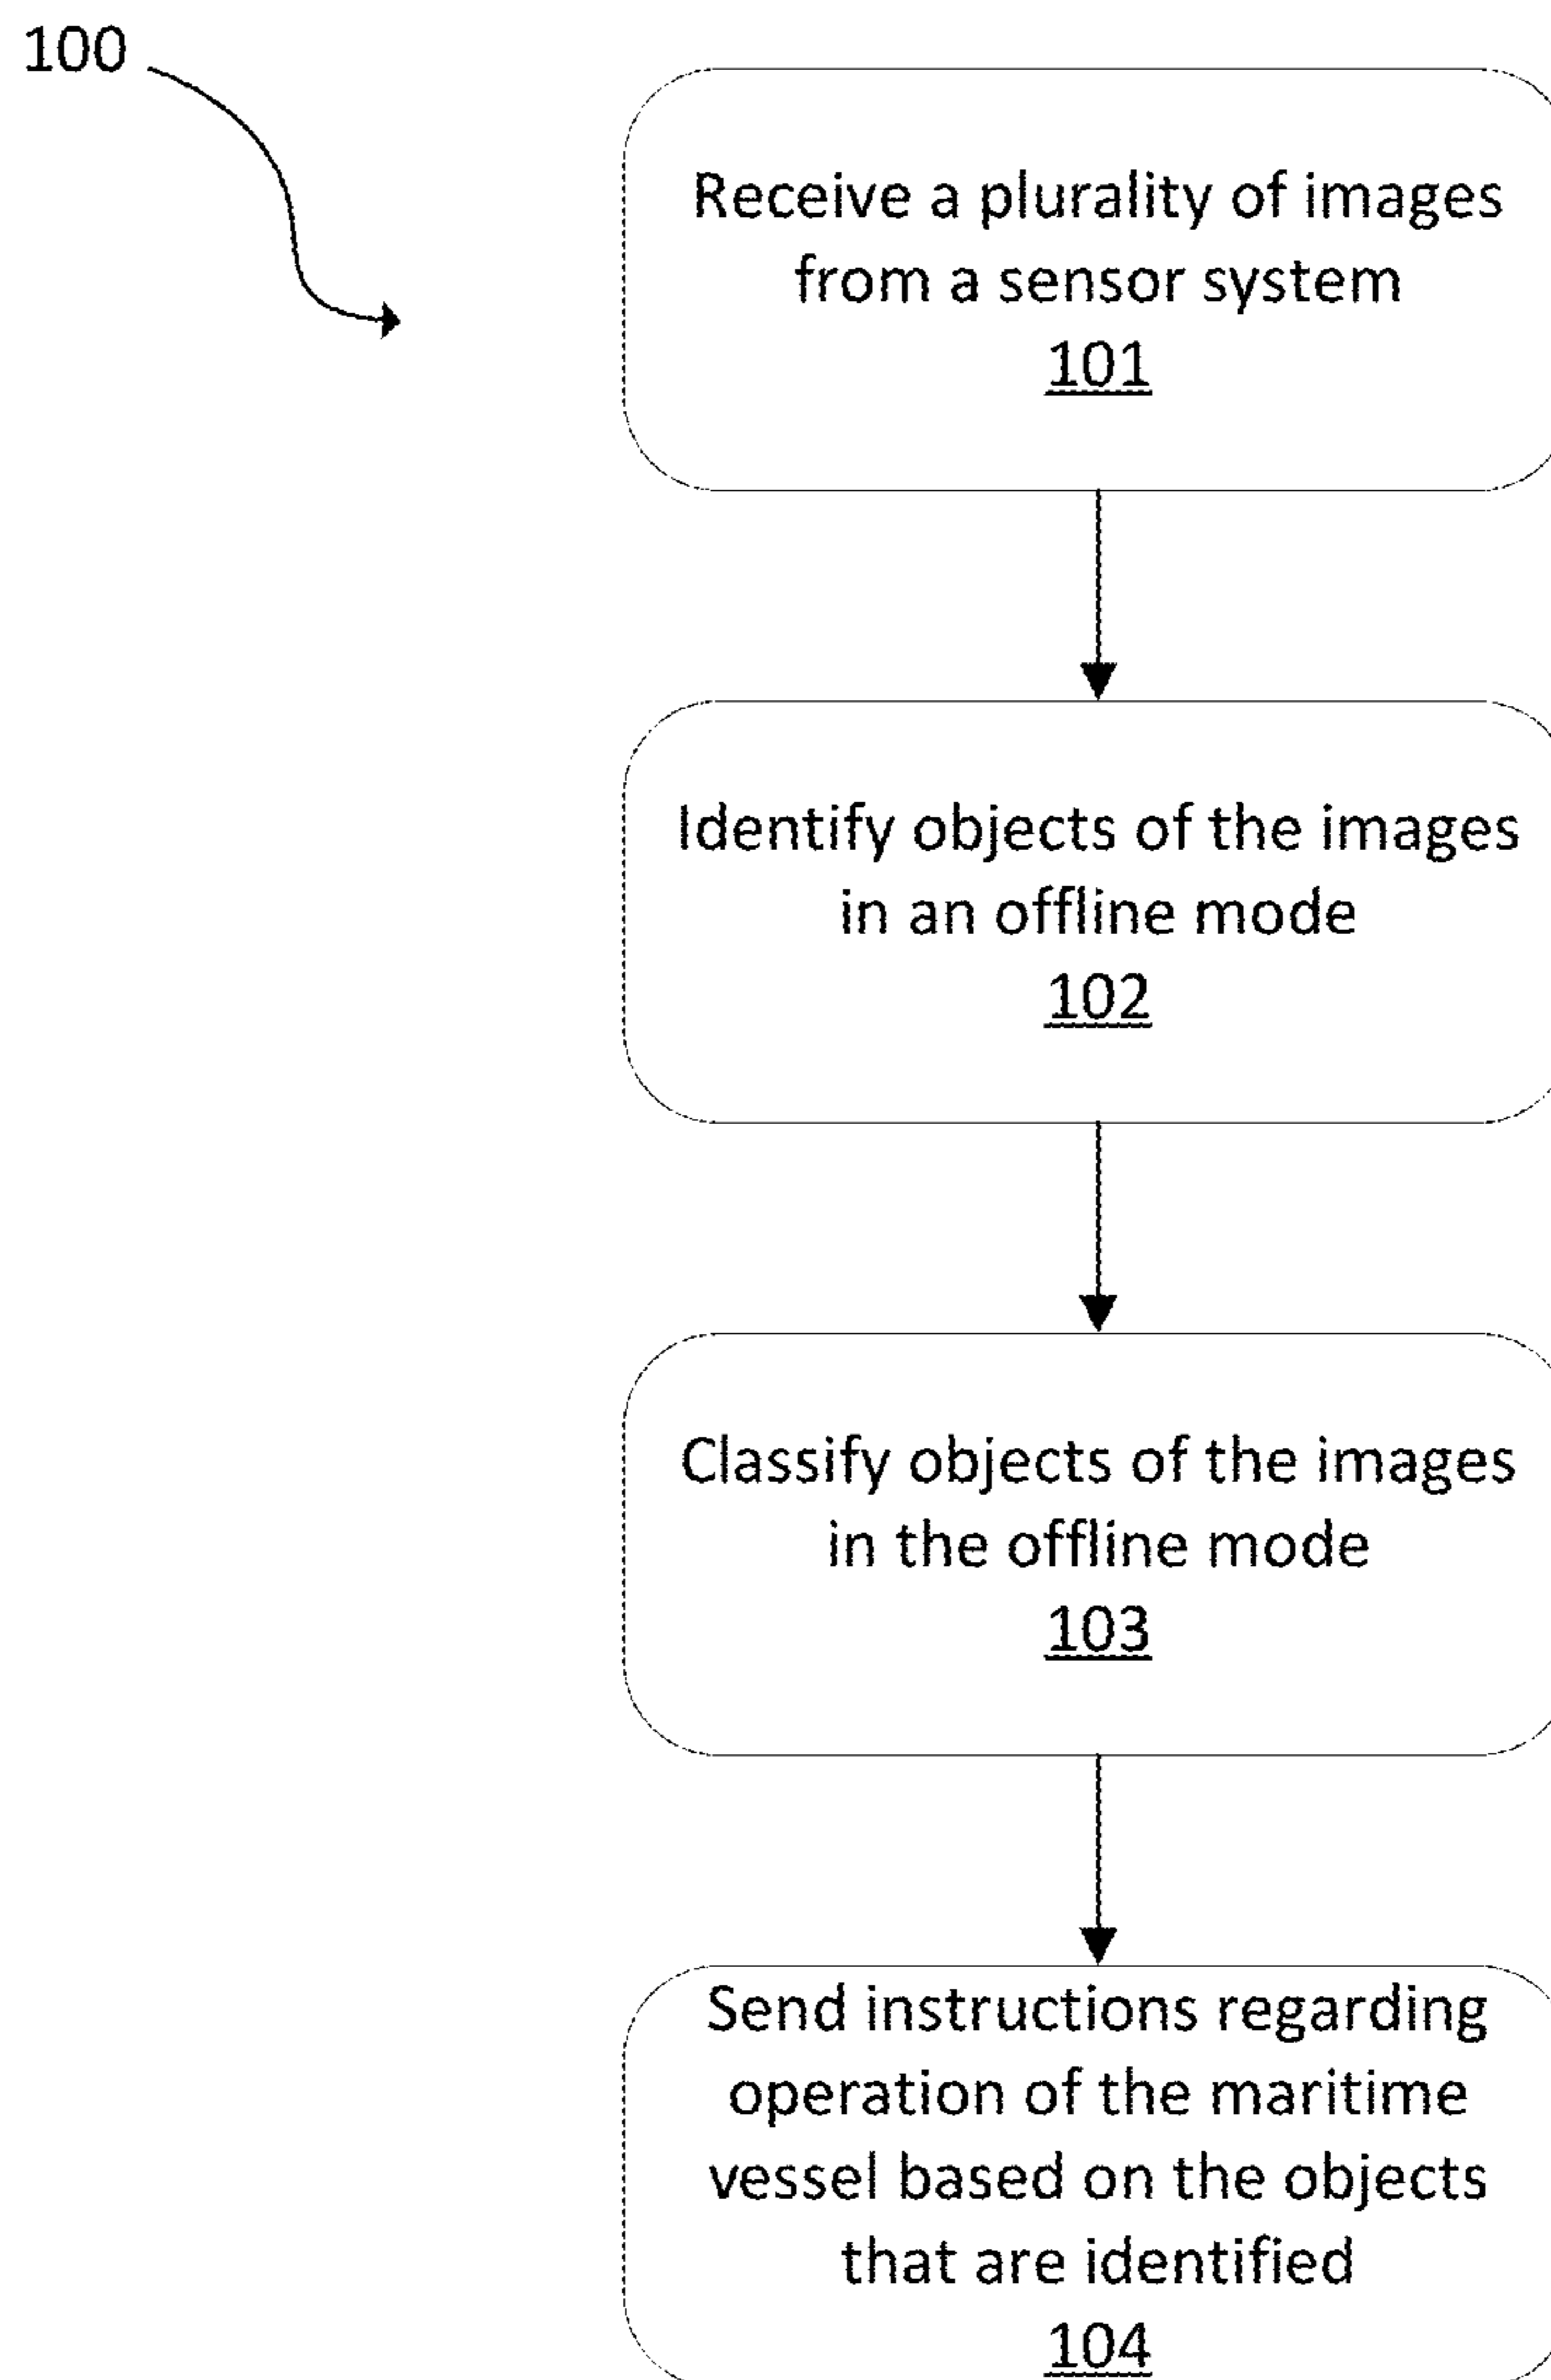 100
Receive a plurality of images
from a sensor system
101
Identify objects of the images
in an offline mode
102
Classify objects of the images
in the offline mode
103
Send instructions regarding
operation of the maritime
vessel based on the objects
that are identified
104